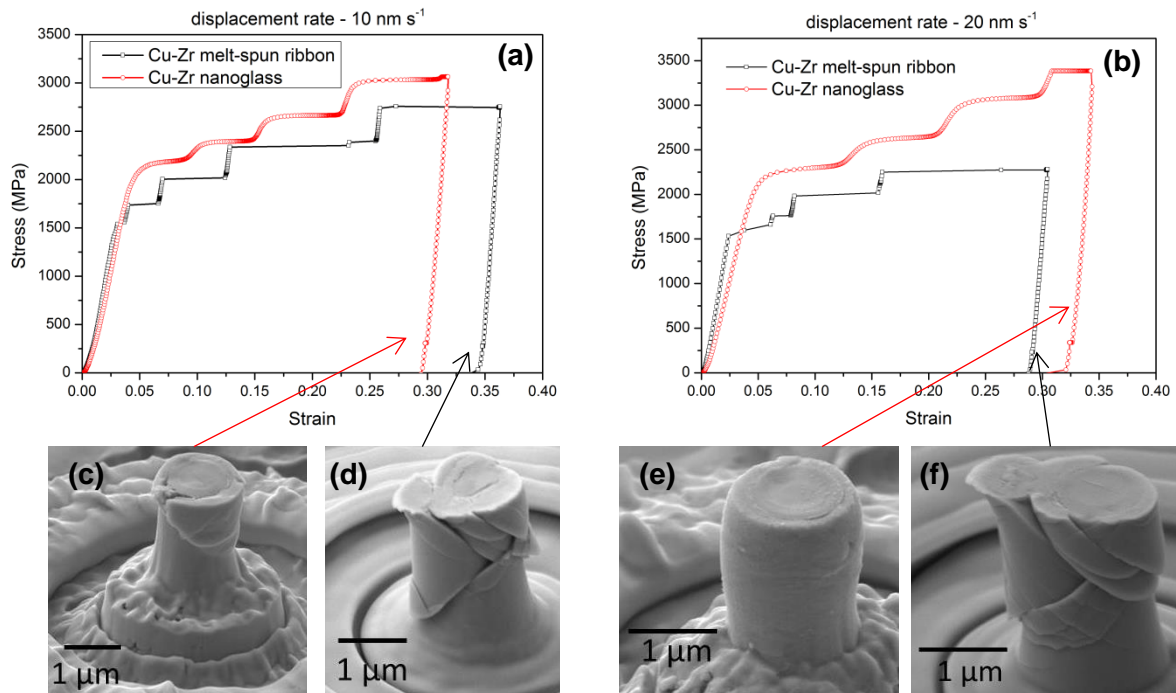 displacement rate - 10 nm s⁻¹
(a)
Cu-Zr melt-spun ribbon
Cu-Zr nanoglass
3500
3000
2500
2000
1500
1000
500
0
Stress (MPa)
0.00 0.05 0.10 0.15 0.20 0.25 0.30 0.35 0.40
Strain
displacement rate - 20 nm s⁻¹
(b)
Cu-Zr melt-spun ribbon
Cu-Zr nanoglass
3500
3000
2500
2000
1500
1000
500
0
Stress (MPa)
0.00 0.05 0.10 0.15 0.20 0.25 0.30 0.35 0.40
Strain
(c)
1 µm
(d)
1 µm
(e)
1 µm
(f)
1 µm